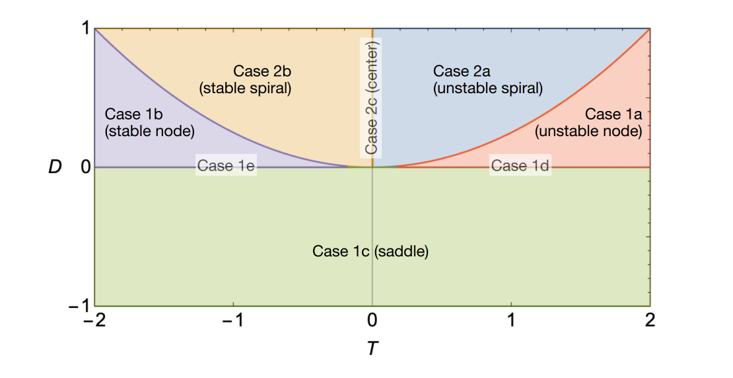 1
Case 2b
(stable spiral)
Case 2c (center)
Case 2a
(unstable spiral)
Case 1b
(stable node)
Case 1a
(unstable node)
D
0
Case 1e
Case 1d
Case 1c (saddle)
−1
−2
−1
0
1
2
T